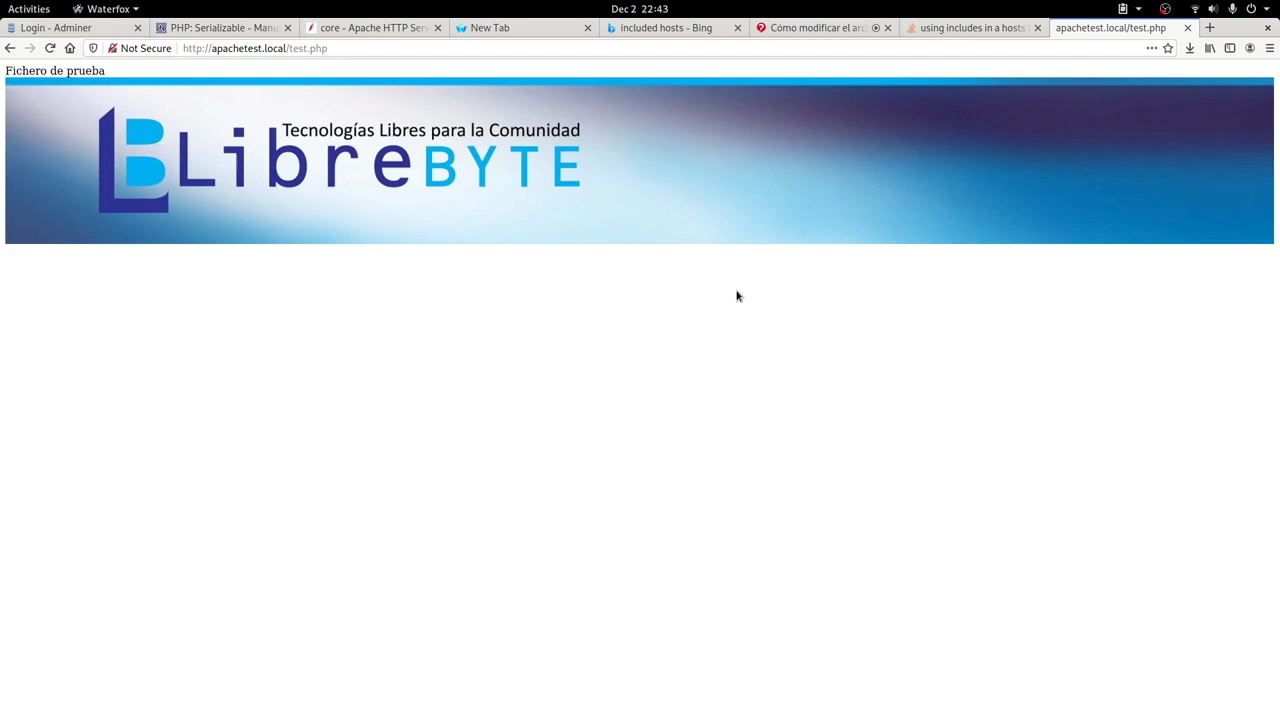 Activities Waterfox Dec 2 22:43
Login - Adminer PHP: Serializable - Manu core - Apache HTTP Serv New Tab included hosts - Bing Cómo modificar el arc using includes in a hosts apachetest.local/test.php
Not Secure http://apachetest.local/test.php
Fichero de prueba
Tecnologías Libres para la Comunidad
LibreBYTE